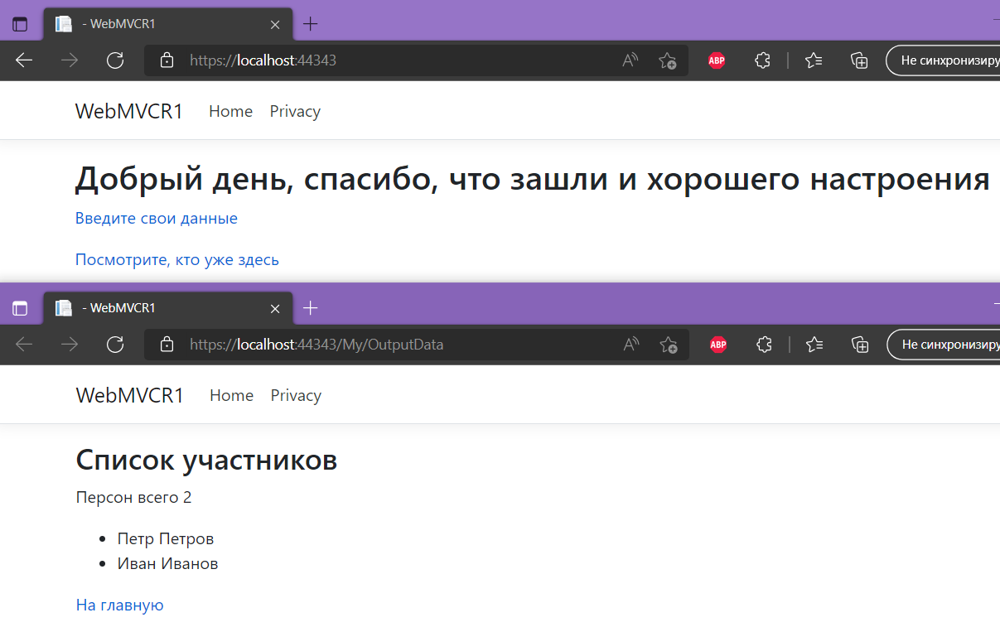 - WebMVCR1
https://localhost:44343
ABP
Не синхронизиру
WebMVCR1 Home Privacy
Добрый день, спасибо, что зашли и хорошего настроения
Введите свои данные
Посмотрите, кто уже здесь
- WebMVCR1
https://localhost:44343/My/OutputData
ABP
Не синхронизиру
WebMVCR1 Home Privacy
Список участников
Персон всего 2
• Петр Петров
• Иван Иванов
На главную